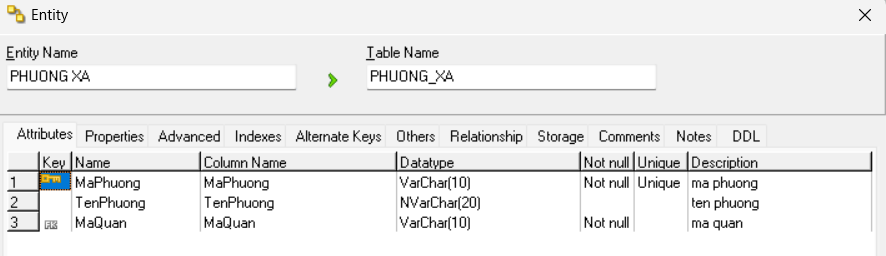 Entity
Entity Name Table Name
PHUONG XA PHUONG_XA
Attributes Properties Advanced Indexes Alternate Keys Others Relationship Storage Comments Notes DDL
Key Name Column Name Datatype Not null Unique Description
1 MaPhuong MaPhuong VarChar(10) Not null Unique ma phuong
2 TenPhuong TenPhuong NVarChar(20) ten phuong
3 FK MaQuan MaQuan VarChar(10) Not null ma quan